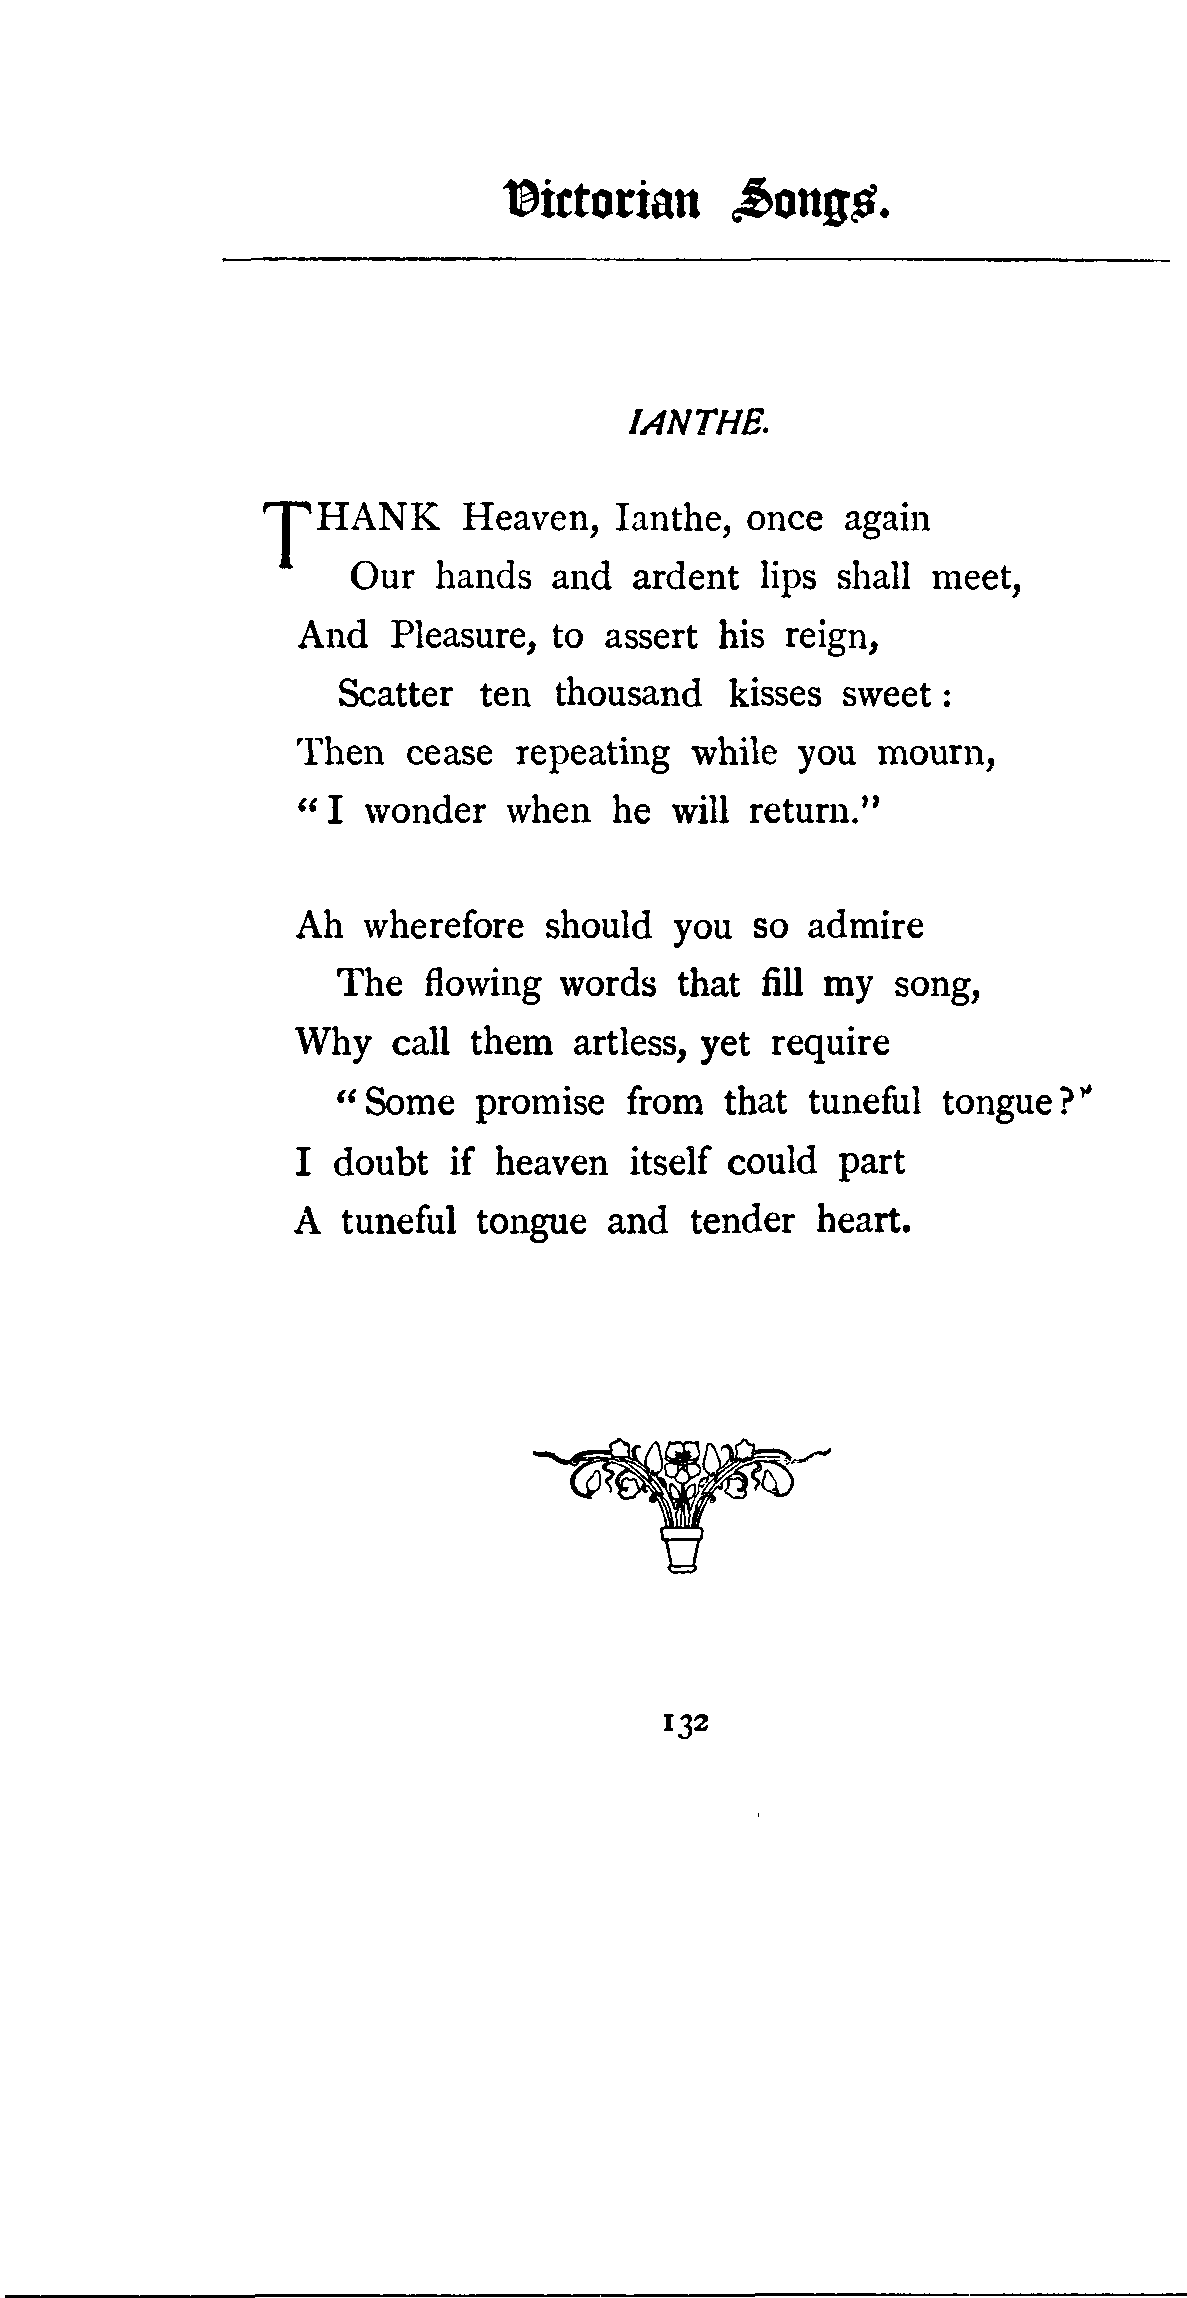 Victorian Songs.
IANTHE.
THANK Heaven, Ianthe, once again
Our hands and ardent lips shall meet,
And Pleasure, to assert his reign,
Scatter ten thousand kisses sweet :
Then cease repeating while you mourn,
“ I wonder when he will return.”
Ah wherefore should you so admire
The flowing words that fill my song,
Why call them artless, yet require
“ Some promise from that tuneful tongue?”
I doubt if heaven itself could part
A tuneful tongue and tender heart.
132